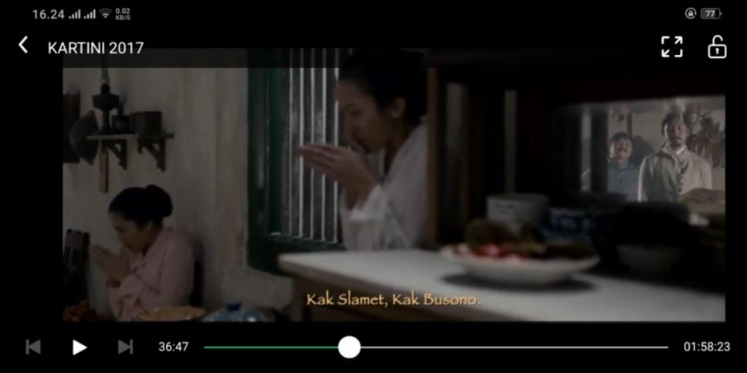 16.24
0.02
KB/S
77
KARTINI 2017
Kak Slamet, Kak Busono.
36:47
01:58:23